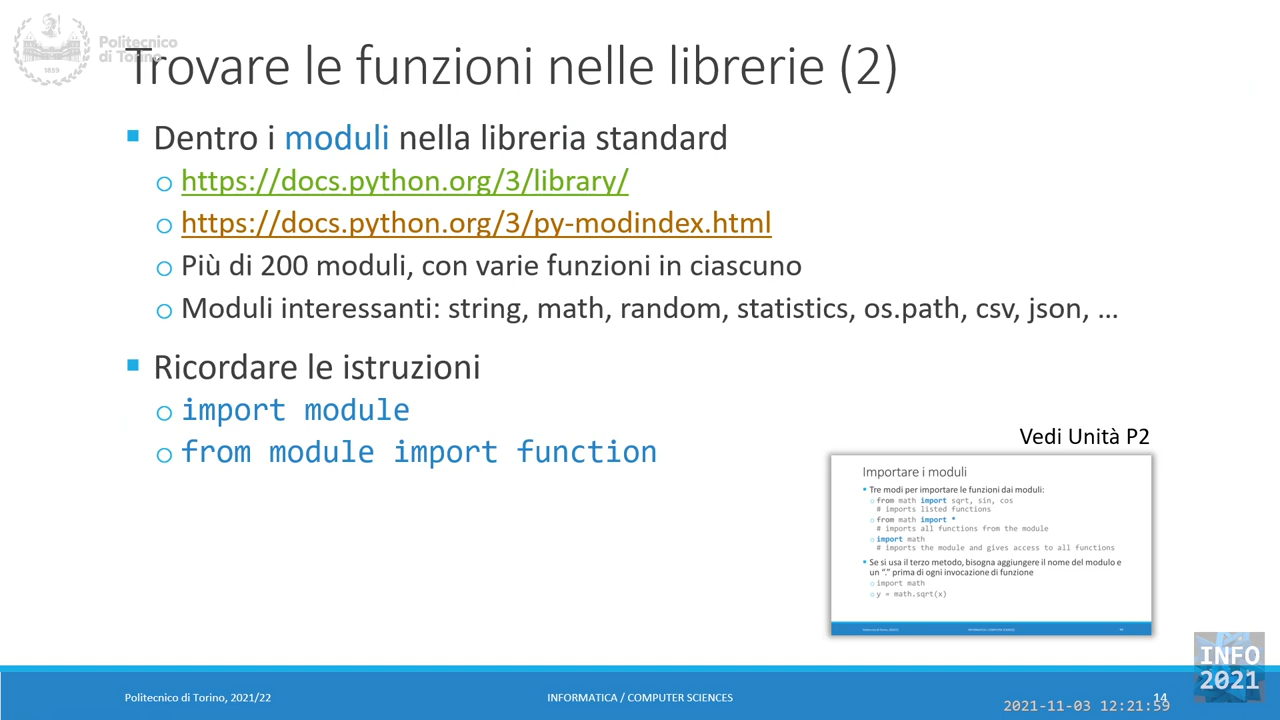 Politecnico
di Torino
1859
Trovare le funzioni nelle librerie (2)
Dentro i moduli nella libreria standard
https://docs.python.org/3/library/
https://docs.python.org/3/py-modindex.html
Più di 200 moduli, con varie funzioni in ciascuno
Moduli interessanti: string, math, random, statistics, os.path, csv, json, …
Ricordare le istruzioni
import module
from module import function
Vedi Unità P2
Importare i moduli
Tre modi per importare le funzioni dai moduli:
from math import sqrt, sin, cos
# imports listed functions
from math import *
# imports all functions from the module
import math
# imports the module and gives access to all functions
Se si usa il terzo metodo, bisogna aggiungere il nome del modulo e
un “.” prima di ogni invocazione di funzione
import math
y = math.sqrt(x)
INFORMATICA / COMPUTER SCIENCES
INFO
2021
Politecnico di Torino, 2021/22
INFORMATICA / COMPUTER SCIENCES
14
2021-11-03 12:21:59